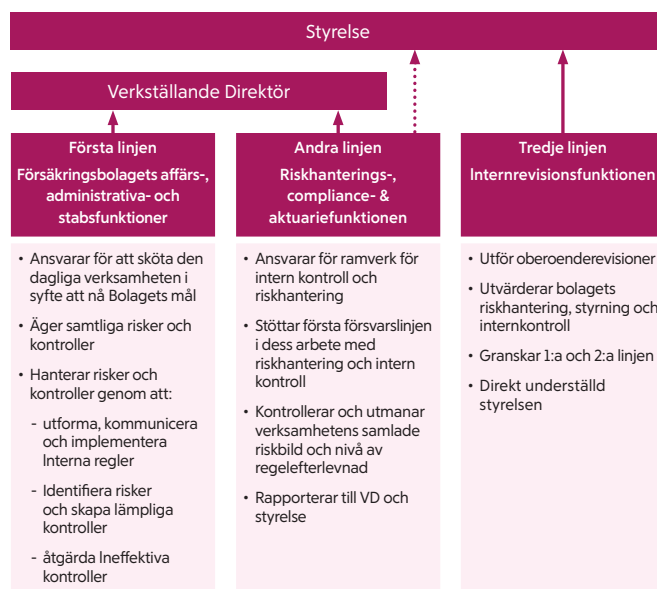 Styrelse
Verkställande Direktör
Första linjen
Försäkringsbolagets affärs-,
administrativa- och
stabsfunktioner
• Ansvarar för att sköta den
dagliga verksamheten i
syfte att nå Bolagets mål
• Äger samtliga risker och
kontroller
• Hanterar risker och
kontroller genom att:
- utforma, kommunicera
och implementera
Interna regler
- Identifiera risker
och skapa lämpliga
kontroller
- åtgärda Ineffektiva
kontroller
Andra linjen
Riskhanterings-,
compliance- &
aktuariefunktionen
• Ansvarar för ramverk för
intern kontroll och
riskhantering
• Stöttar första försvarslinjen
i dess arbete med
riskhantering och intern
kontroll
• Kontrollerar och utmanar
verksamhetens samlade
riskbild och nivå av
regelefterlevnad
• Rapporterar till VD och
styrelse
Tredje linjen
Internrevisionsfunktionen
• Utför oberoenderevisioner
• Utvärderar bolagets
riskhantering, styrning och
internkontroll
• Granskar 1:a och 2:a linjen
• Direkt underställd
styrelsen